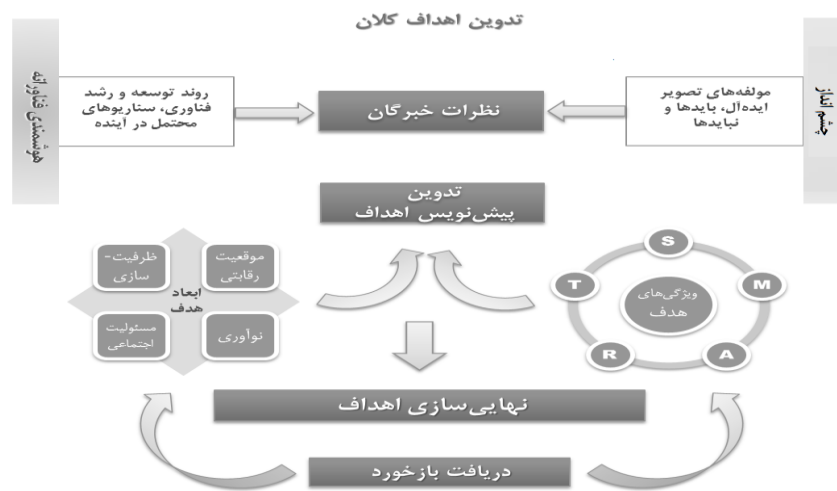 تدوین اهداف کلان
چشم انداز
مولفه‌های تصویر
ایده‌آل، بایدها و
نبایدها
نظرات خبرگان
روند توسعه و رشد
فناوری، سناریوهای
محتمل در آینده
هوشمندی فناورانه
تدوین
پیش‌نویس اهداف
S
M
A
R
T
ویژگی‌های
هدف
موقعیت
رقابتی
ظرفیت-
سازی
ابعاد
هدف
نوآوری
مسئولیت
اجتماعی
نهایی‌سازی اهداف
دریافت بازخورد